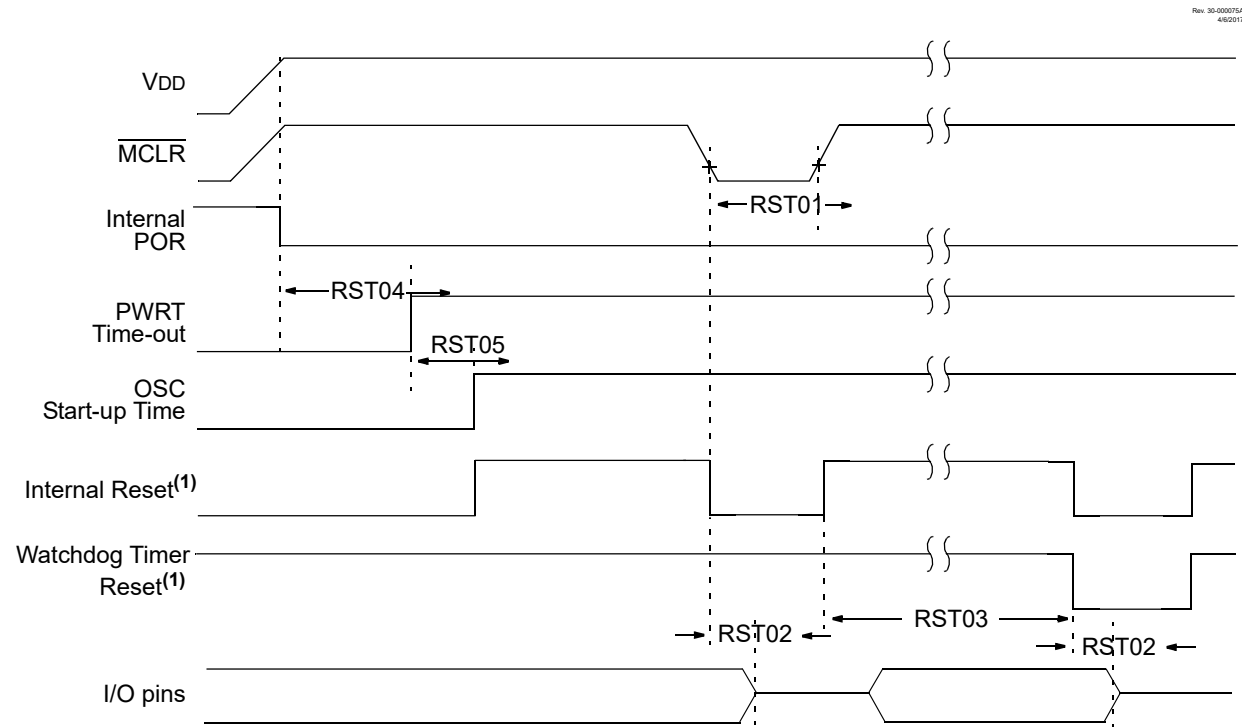 Rev. 30-000075A
4/6/2017
VDD
MCLR
RST01
Internal
POR
RST04
PWRT
Time-out
RST05
OSC
Start-up Time
Internal Reset(1)
Watchdog Timer
Reset(1)
RST03
RST02
RST02
I/O pins